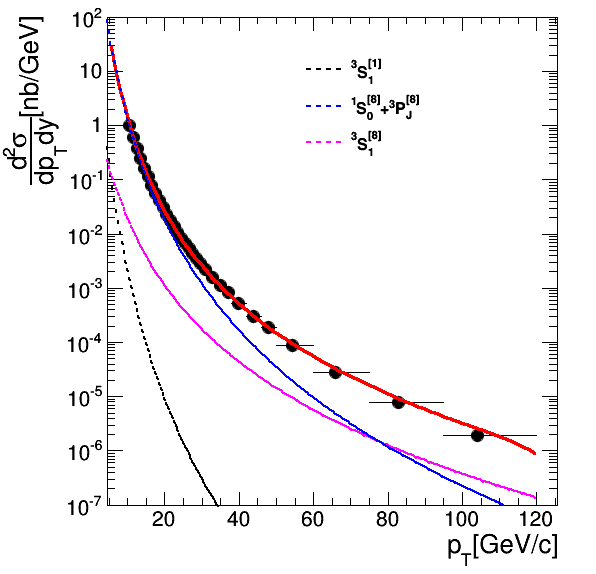 d²σ/dp_T dy [nb/GeV]
10²
10
1
10⁻¹
10⁻²
10⁻³
10⁻⁴
10⁻⁵
10⁻⁶
10⁻⁷
³S₁^[1]
¹S₀^[8]+³P_J^[8]
³S₁^[8]
20 40 60 80 100 120
p_T[GeV/c]